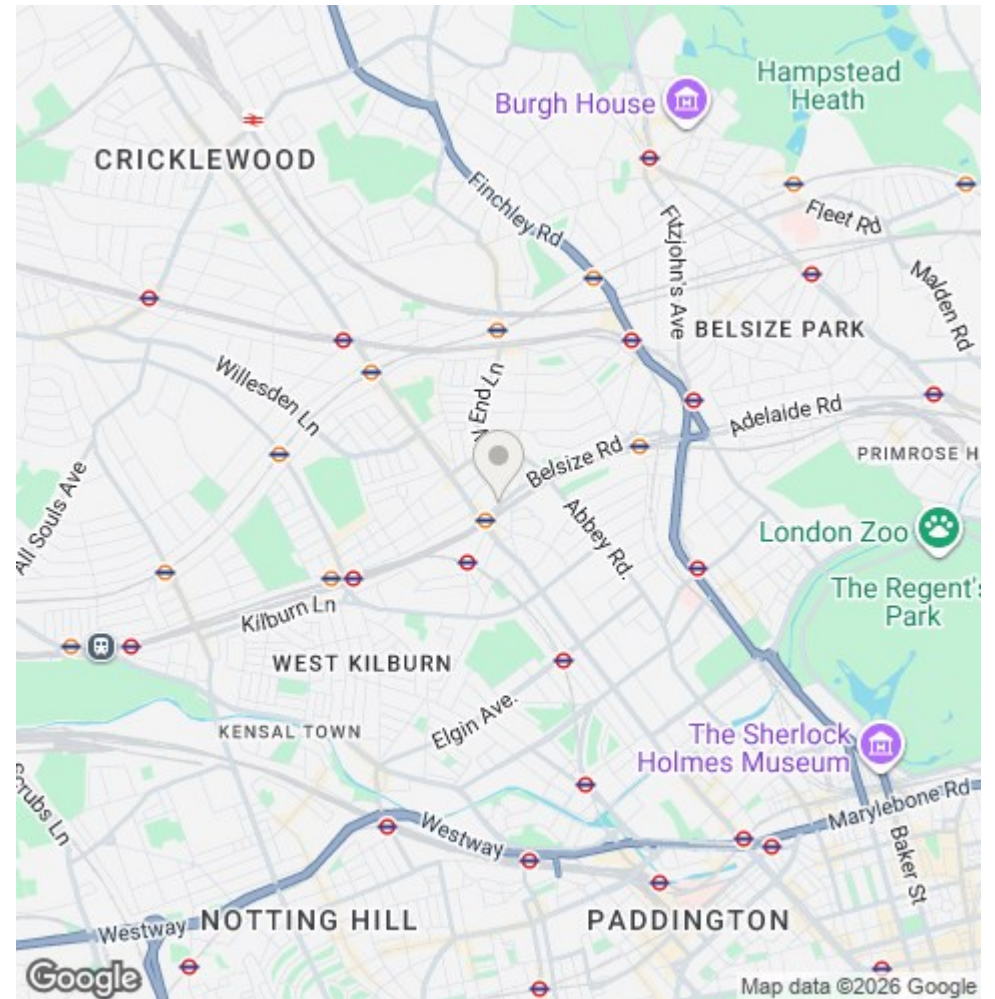 Hampstead
Heath
Burgh House
CRICKLEWOOD
Finchley Rd
Fitzjohn's Ave
Fleet Rd
Malden Rd
BELSIZE PARK
Willesden Ln
End Ln
Adelaide Rd
Belsize Rd
PRIMROSE H
All Souls Ave
Abbey Rd.
London Zoo
The Regent's
Park
Kilburn Ln
WEST KILBURN
Elgin Ave.
KENSAL TOWN
The Sherlock
Holmes Museum
Scrubs Ln
Marylebone Rd
Westway
Baker St
NOTTING HILL
PADDINGTON
Westway
Google
Map data ©2026 Google